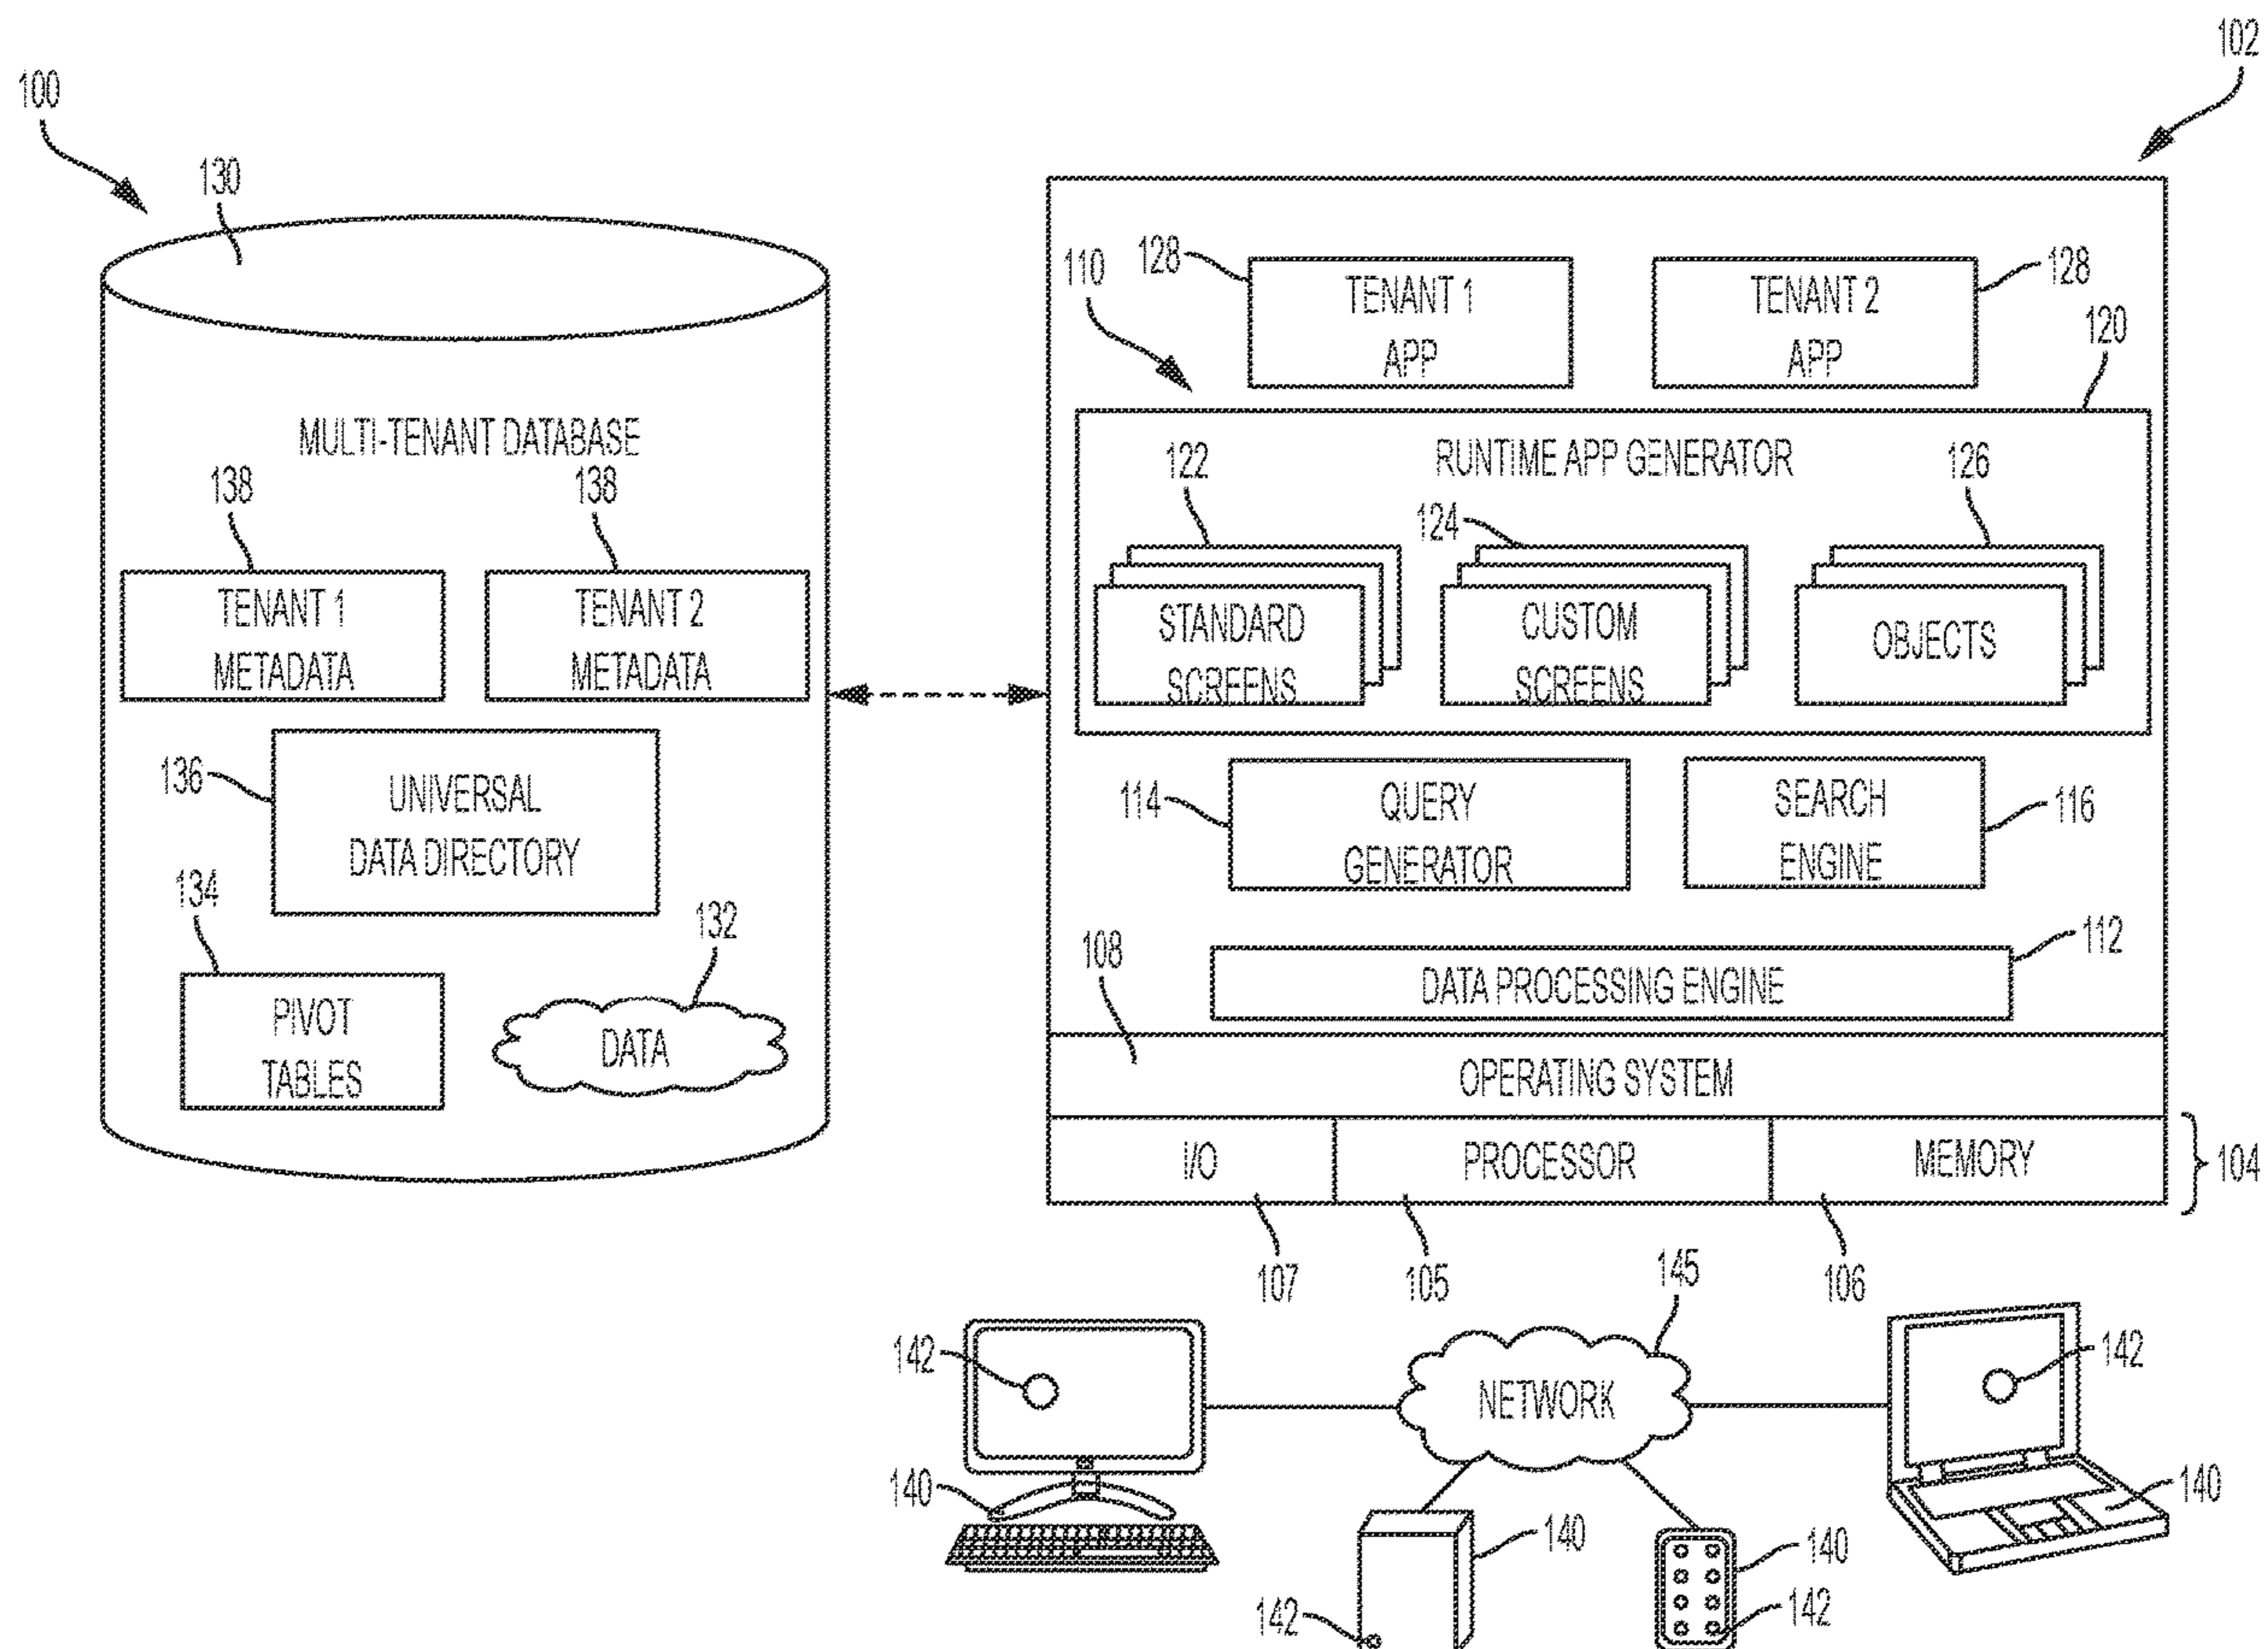 100
102
130
MULTI-TENANT DATABASE
138
138
TENANT 1
METADATA
TENANT 2
METADATA
136
UNIVERSAL
DATA DIRECTORY
134
PIVOT
TABLES
132
DATA
110
128
TENANT 1
APP
TENANT 2
APP
128
120
RUNTIME APP GENERATOR
122
124
126
STANDARD
SCREENS
CUSTOM
SCREENS
OBJECTS
114
QUERY
GENERATOR
SEARCH
ENGINE
116
108
112
DATA PROCESSING ENGINE
OPERATING SYSTEM
I/O
PROCESSOR
MEMORY
104
107
105
106
145
142
NETWORK
142
140
140
140
140
142
142